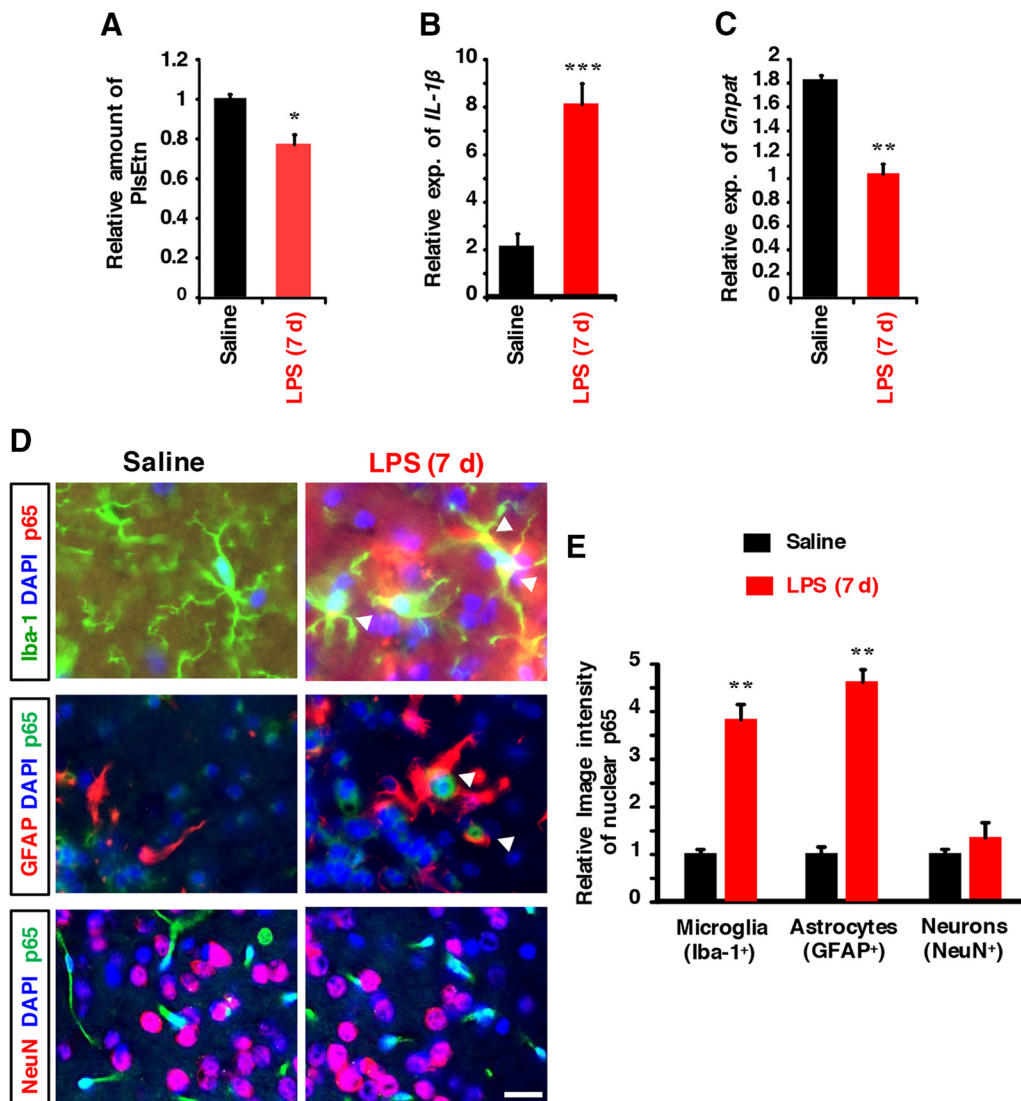 A
Relative amount of
PlsEtn
1.2
1
0.8
0.6
0.4
0.2
0
*
Saline
LPS (7 d)
B
Relative exp. of IL-1β
10
8
6
4
2
0
***
Saline
LPS (7 d)
C
Relative exp. of Gnpat
2
1.8
1.6
1.4
1.2
1
0.8
0.6
0.4
0.2
0
**
Saline
LPS (7 d)
D
Saline
LPS (7 d)
Iba-1 DAPI p65
GFAP DAPI p65
NeuN DAPI p65
E
Saline
LPS (7 d)
Relative Image intensity
of nuclear p65
5
4
3
2
1
0
**
**
Microglia
(Iba-1⁺)
Astrocytes
(GFAP⁺)
Neurons
(NeuN⁺)